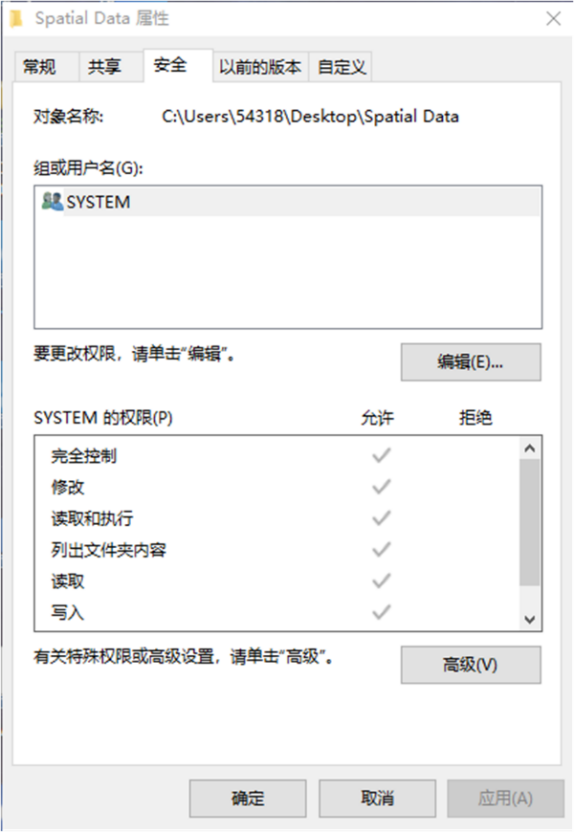 Spatial Data 属性
常规 共享 安全 以前的版本 自定义
对象名称: C:\Users\54318\Desktop\Spatial Data
组或用户名(G):
SYSTEM
要更改权限，请单击“编辑”。
编辑(E)...
SYSTEM 的权限(P) 允许 拒绝
完全控制
修改
读取和执行
列出文件夹内容
读取
写入
有关特殊权限或高级设置，请单击“高级”。
高级(V)
确定 取消 应用(A)